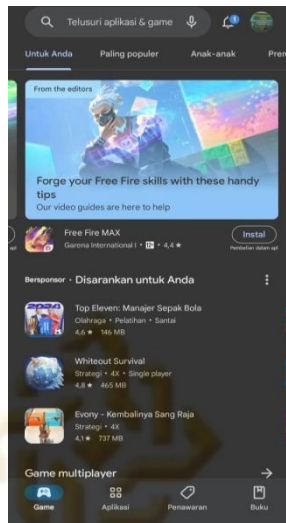 Telusuri aplikasi & game
Untuk Anda Paling populer Anak-anak Pren
From the editors
Forge your Free Fire skills with these handy
tips
Our video guides are here to help
Free Fire MAX
Garena International I • 4,4 ★
Instal
Pembelian dalam apl
Bersponsor • Disarankan untuk Anda
Top Eleven: Manajer Sepak Bola
Olahraga • Pelatihan • Santai
4,6 ★ 146 MB
Whiteout Survival
Strategi • 4X • Single player
4,8 ★ 465 MB
Evony - Kembalinya Sang Raja
Strategi • 4X
4,1 ★ 737 MB
Game multiplayer
Game Aplikasi Penawaran Buku